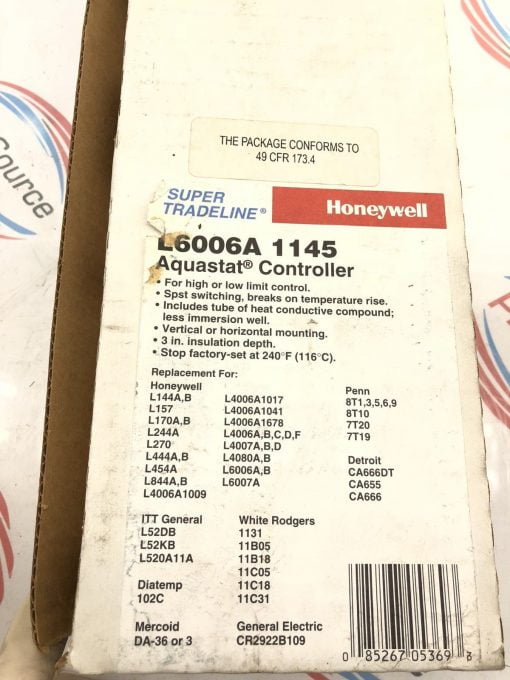 THE PACKAGE CONFORMS TO
49 CFR 173.4
Source
SUPER
TRADELINE®
Honeywell
L6006A 1145
Aquastat® Controller
• For high or low limit control.
• Spst switching, breaks on temperature rise.
• Includes tube of heat conductive compound;
less immersion well.
• Vertical or horizontal mounting.
• 3 in. insulation depth.
• Stop factory-set at 240°F (116°C).
Replacement For:
Honeywell
L144A,B
L157
L170A,B
L244A
L270
L444A,B
L454A
L844A,B
L4006A1009
L4006A1017
L4006A1041
L4006A1678
L4006A,B,C,D,F
L4007A,B,D
L4080A,B
L6006A,B
L6007A
Penn
8T1,3,5,6,9
8T10
7T20
7T19
Detroit
CA666DT
CA655
CA666
ITT General
L52DB
L52KB
L520A11A
White Rodgers
1131
11B05
11B18
11C05
11C18
11C31
Diatemp
102C
Mercoid
DA-36 or 3
General Electric
CR2922B109
0 85267 05369 8